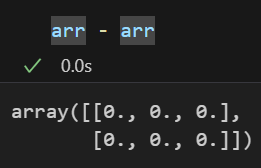 arr - arr
0.0s
array([[0., 0., 0.],
       [0., 0., 0.]])